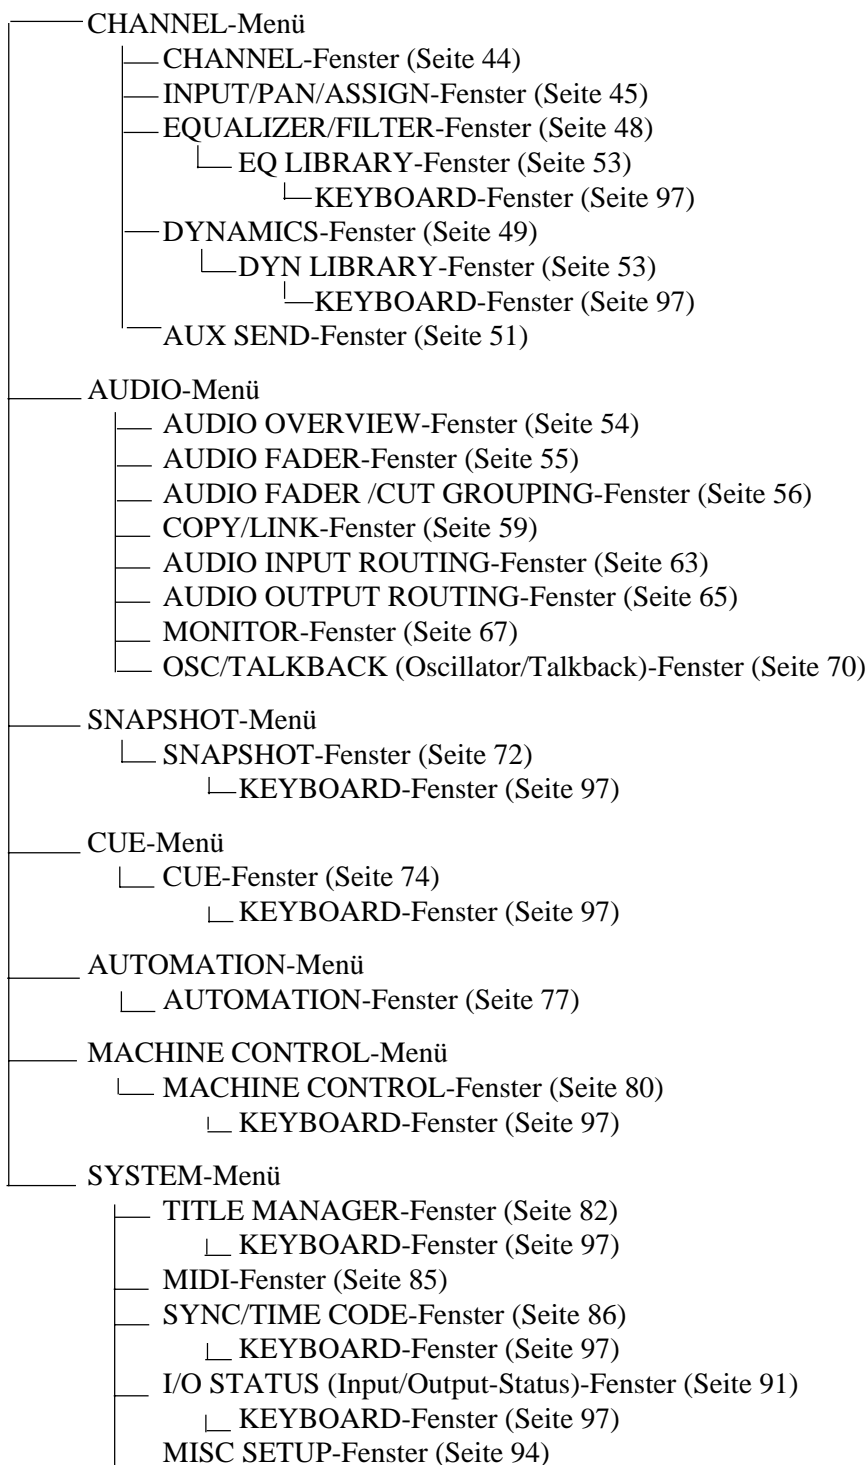 CHANNEL-Menü
CHANNEL-Fenster (Seite 44)
INPUT/PAN/ASSIGN-Fenster (Seite 45)
EQUALIZER/FILTER-Fenster (Seite 48)
EQ LIBRARY-Fenster (Seite 53)
KEYBOARD-Fenster (Seite 97)
DYNAMICS-Fenster (Seite 49)
DYN LIBRARY-Fenster (Seite 53)
KEYBOARD-Fenster (Seite 97)
AUX SEND-Fenster (Seite 51)
AUDIO-Menü
AUDIO OVERVIEW-Fenster (Seite 54)
AUDIO FADER-Fenster (Seite 55)
AUDIO FADER /CUT GROUPING-Fenster (Seite 56)
COPY/LINK-Fenster (Seite 59)
AUDIO INPUT ROUTING-Fenster (Seite 63)
AUDIO OUTPUT ROUTING-Fenster (Seite 65)
MONITOR-Fenster (Seite 67)
OSC/TALKBACK (Oscillator/Talkback)-Fenster (Seite 70)
SNAPSHOT-Menü
SNAPSHOT-Fenster (Seite 72)
KEYBOARD-Fenster (Seite 97)
CUE-Menü
CUE-Fenster (Seite 74)
KEYBOARD-Fenster (Seite 97)
AUTOMATION-Menü
AUTOMATION-Fenster (Seite 77)
MACHINE CONTROL-Menü
MACHINE CONTROL-Fenster (Seite 80)
KEYBOARD-Fenster (Seite 97)
SYSTEM-Menü
TITLE MANAGER-Fenster (Seite 82)
KEYBOARD-Fenster (Seite 97)
MIDI-Fenster (Seite 85)
SYNC/TIME CODE-Fenster (Seite 86)
KEYBOARD-Fenster (Seite 97)
I/O STATUS (Input/Output-Status)-Fenster (Seite 91)
KEYBOARD-Fenster (Seite 97)
MISC SETUP-Fenster (Seite 94)